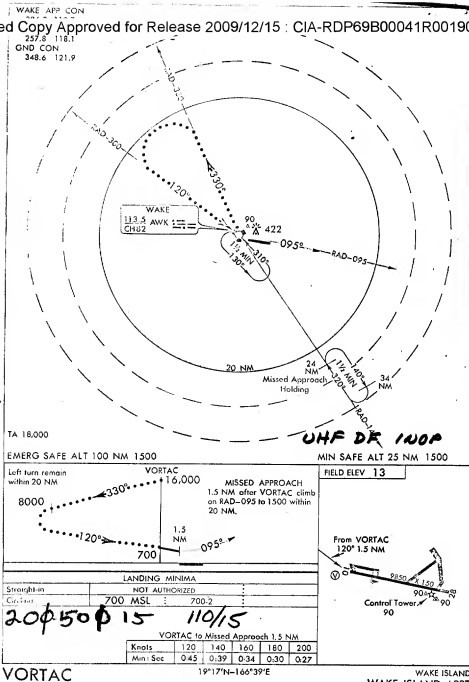 WAKE APP CON
ed Copy Approved for Release 2009/12/15 : CIA-RDP69B00041R00190
257.8 118.1
GND CON
348.6 121.9
RAD-300
330°
120°
WAKE
113.5 AWK
CH82
90
422
095°
RAD-095
310°
1½ MIN
130°
20 NM
24 NM
Missed Approach Holding
1½ MIN
140°
320°
34 NM
TA 18,000
UHF DF INOP
EMERG SAFE ALT 100 NM 1500
MIN SAFE ALT 25 NM 1500
Left turn remain within 20 NM
VORTAC
16,000
330°
8000
120°
700
1.5 NM
095°
MISSED APPROACH
1.5 NM after VORTAC climb
on RAD-095 to 1500 within
20 NM.
FIELD ELEV 13
From VORTAC
120° 1.5 NM
V
9850 X 150
28
90
90
Control Tower
90
LANDING MINIMA
Straight-in NOT AUTHORIZED
Circling 700 MSL 700-2
110/15
VORTAC to Missed Approach 1.5 NM
Knots 120 140 160 180 200
Min: Sec 0:45 0:39 0:34 0:30 0:27
VORTAC
19°17'N-166°39'E
WAKE ISLAND